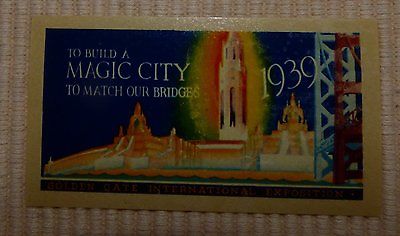 TO BUILD A
MAGIC CITY
TO MATCH OUR BRIDGES
1939
GOLDEN GATE INTERNATIONAL EXPOSITION